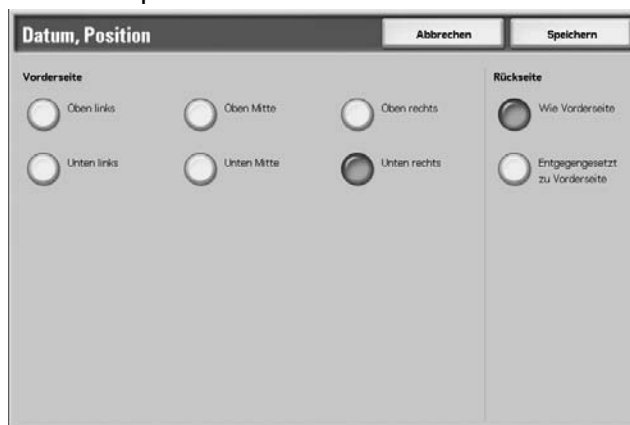 Datum, Position
Abbrechen
Speichern
Vorderseite
Rückseite
Oben links
Oben Mitte
Oben rechts
Wie Vorderseite
Unten links
Unten Mitte
Unten rechts
Entgegengesetzt
zu Vorderseite